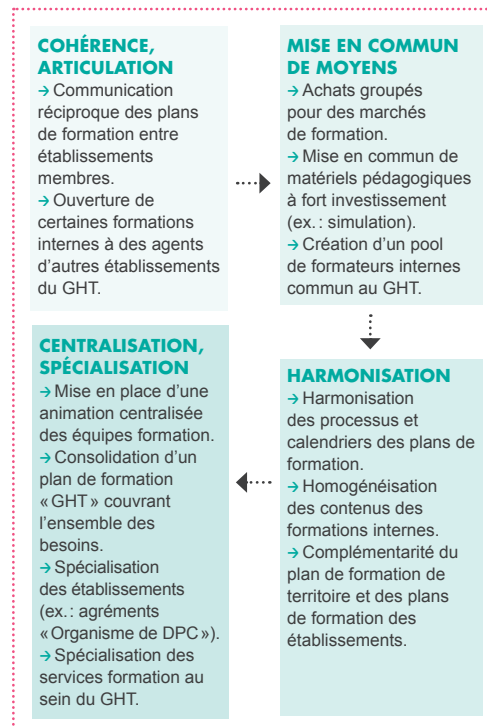 COHÉRENCE,
ARTICULATION
→ Communication
réciproque des plans
de formation entre
établissements
membres.
→ Ouverture de
certaines formations
internes à des agents
d’autres établissements
du GHT.
MISE EN COMMUN
DE MOYENS
→ Achats groupés
pour des marchés
de formation.
→ Mise en commun de
matériels pédagogiques
à fort investissement
(ex. : simulation).
→ Création d’un pool
de formateurs internes
commun au GHT.
HARMONISATION
→ Harmonisation
des processus et
calendriers des plans de
formation.
→ Homogénéisation
des contenus des
formations internes.
→ Complémentarité du
plan de formation de
territoire et des plans
de formation des
établissements.
CENTRALISATION,
SPÉCIALISATION
→ Mise en place d’une
animation centralisée
des équipes formation.
→ Consolidation d’un
plan de formation
« GHT » couvrant
l’ensemble des
besoins.
→ Spécialisation
des établissements
(ex. : agréments
« Organisme de DPC »).
→ Spécialisation des
services formation au
sein du GHT.